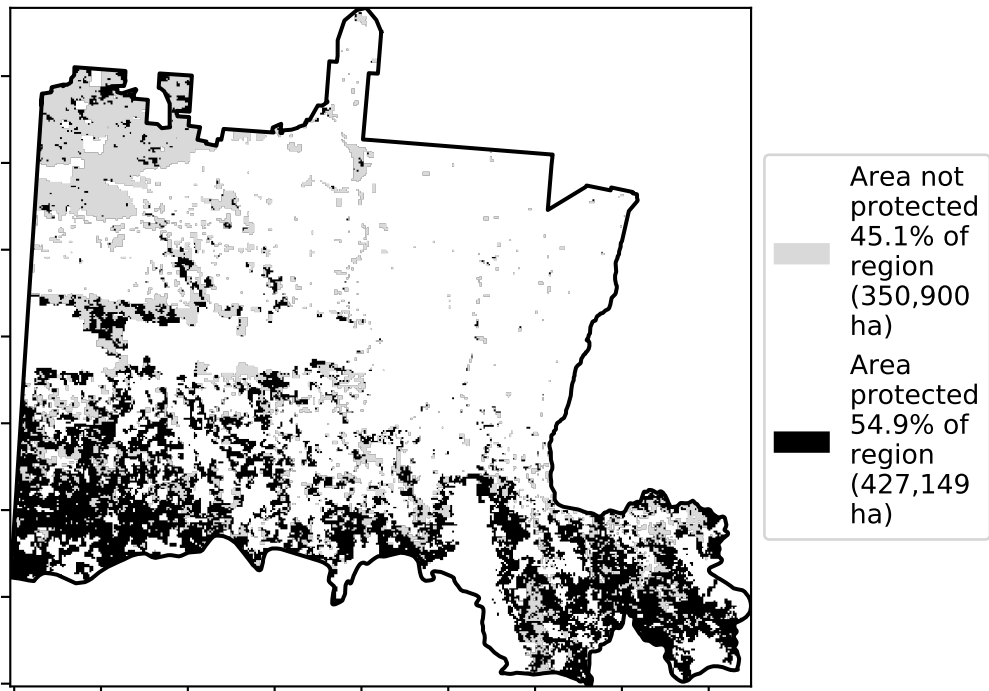 Area not
protected
45.1% of
region
(350,900
ha)
Area
protected
54.9% of
region
(427,149
ha)